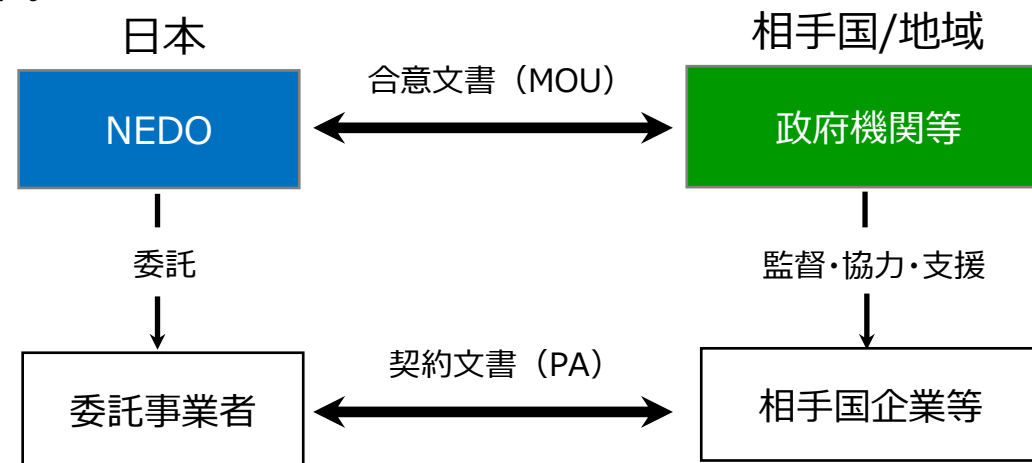 日本
相手国/地域
合意文書（MOU）
NEDO
政府機関等
委託
監督・協力・支援
契約文書（PA）
委託事業者
相手国企業等